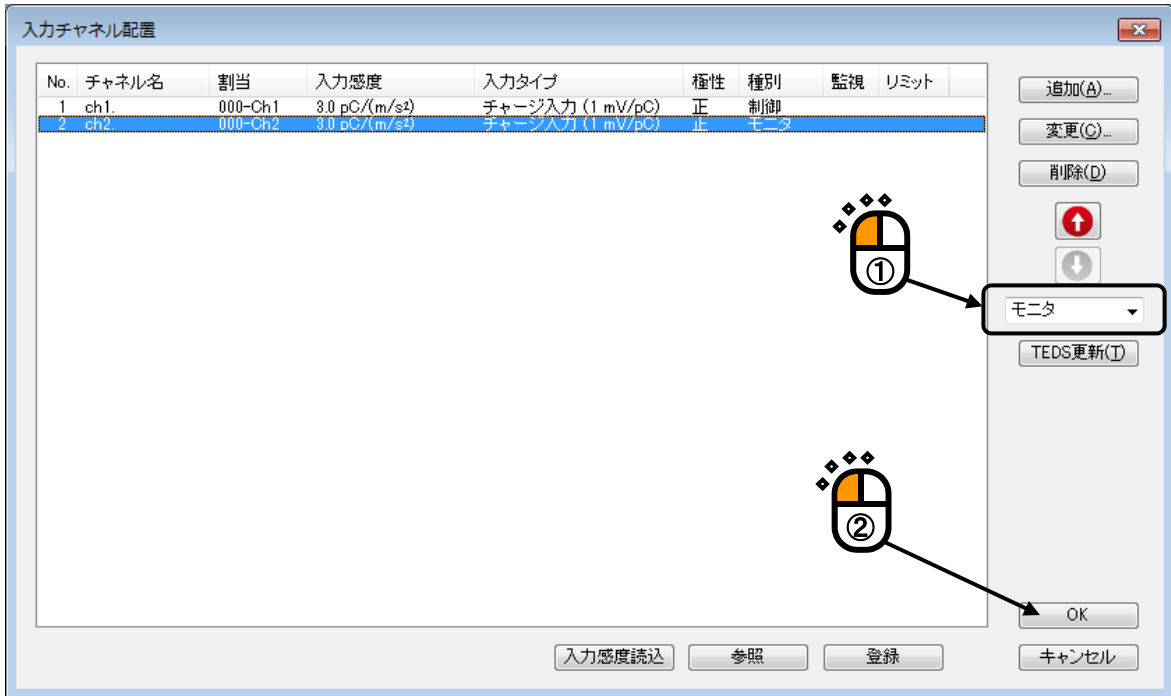 入力チャネル配置
No. チャネル名 割当 入力感度 入力タイプ 極性 種別 監視 リミット
1 ch1. 000-Ch1 3.0 pC/(m/s²) チャージ入力 (1 mV/pC) 正 制御
2 ch2. 000-Ch2 3.0 pC/(m/s²) チャージ入力 (1 mV/pC) 正 モニタ
追加(A)...
変更(C)...
削除(D)
①
モニタ
TEDS更新(T)
②
OK
入力感度読込 参照 登録 キャンセル